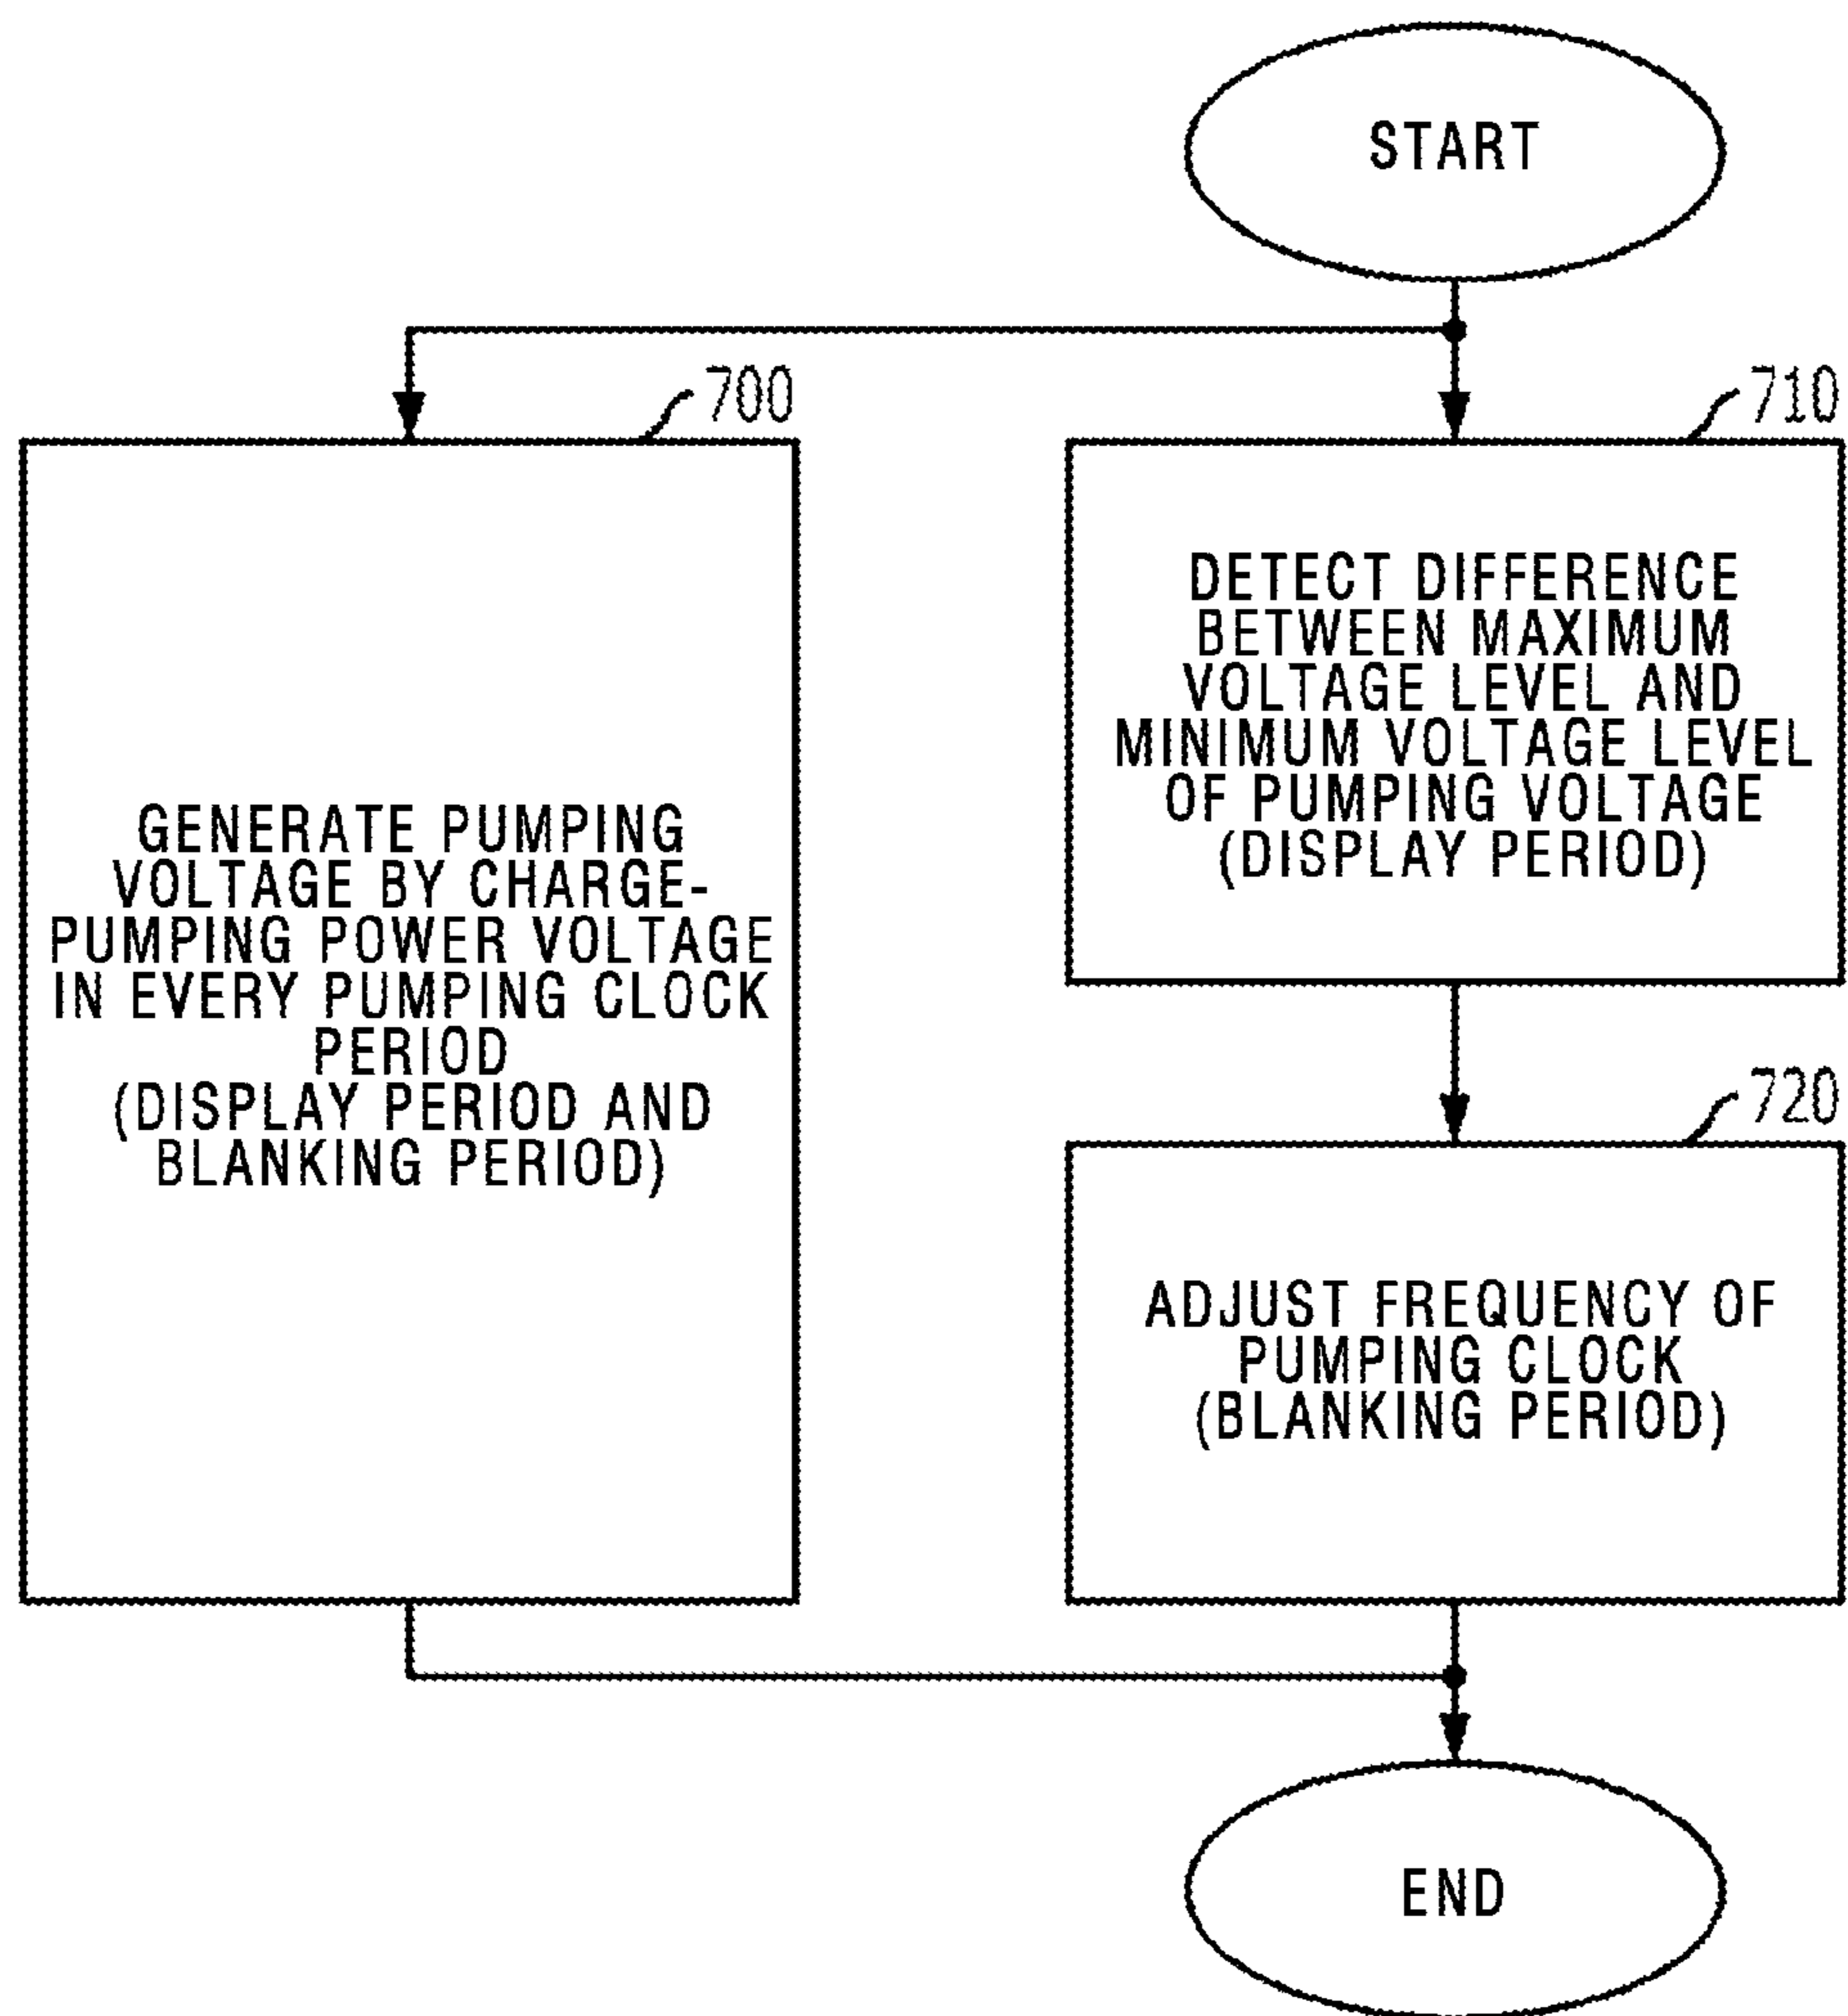 START
700
GENERATE PUMPING
VOLTAGE BY CHARGE-
PUMPING POWER VOLTAGE
IN EVERY PUMPING CLOCK
PERIOD
(DISPLAY PERIOD AND
BLANKING PERIOD)
710
DETECT DIFFERENCE
BETWEEN MAXIMUM
VOLTAGE LEVEL AND
MINIMUM VOLTAGE LEVEL
OF PUMPING VOLTAGE
(DISPLAY PERIOD)
720
ADJUST FREQUENCY OF
PUMPING CLOCK
(BLANKING PERIOD)
END